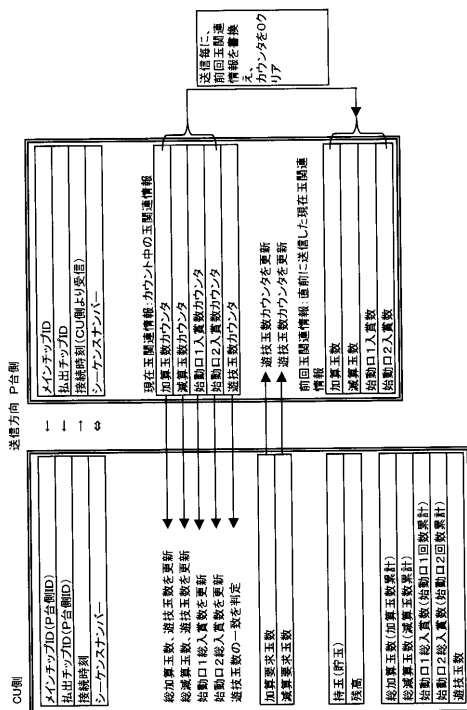 CU側
送信方向
P台側
メインチップID(P台側ID)
払出チップID(P台側ID)
接続時刻
シーケンスナンバー
←
←
→
⇔
メインチップID
払出チップID
接続時刻(CU側より受信)
シーケンスナンバー
総加算玉数、遊技玉数を更新
総減算玉数、遊技玉数を更新
始動口1総入賞数を更新
始動口2総入賞数を更新
遊技玉数の一致を判定
現在玉関連情報:カウント中の玉関連情報
加算玉数カウンタ
減算玉数カウンタ
始動口1入賞数カウンタ
始動口2入賞数カウンタ
遊技玉数カウンタ
加算要求玉数
減算要求玉数
遊技玉数カウンタを更新
遊技玉数カウンタを更新
持玉(貯玉)
残高
総加算玉数(加算玉数累計)
総減算玉数(減算玉数累計)
始動口1総入賞数(始動口1回数累計)
始動口2総入賞数(始動口2回数累計)
遊技玉数
前回玉関連情報:直前に送信した現在玉関連
情報
加算玉数
減算玉数
始動口1入賞数
始動口2入賞数
送信毎に、
前回玉関連
情報を書換
え、
カウンタを0ク
リア